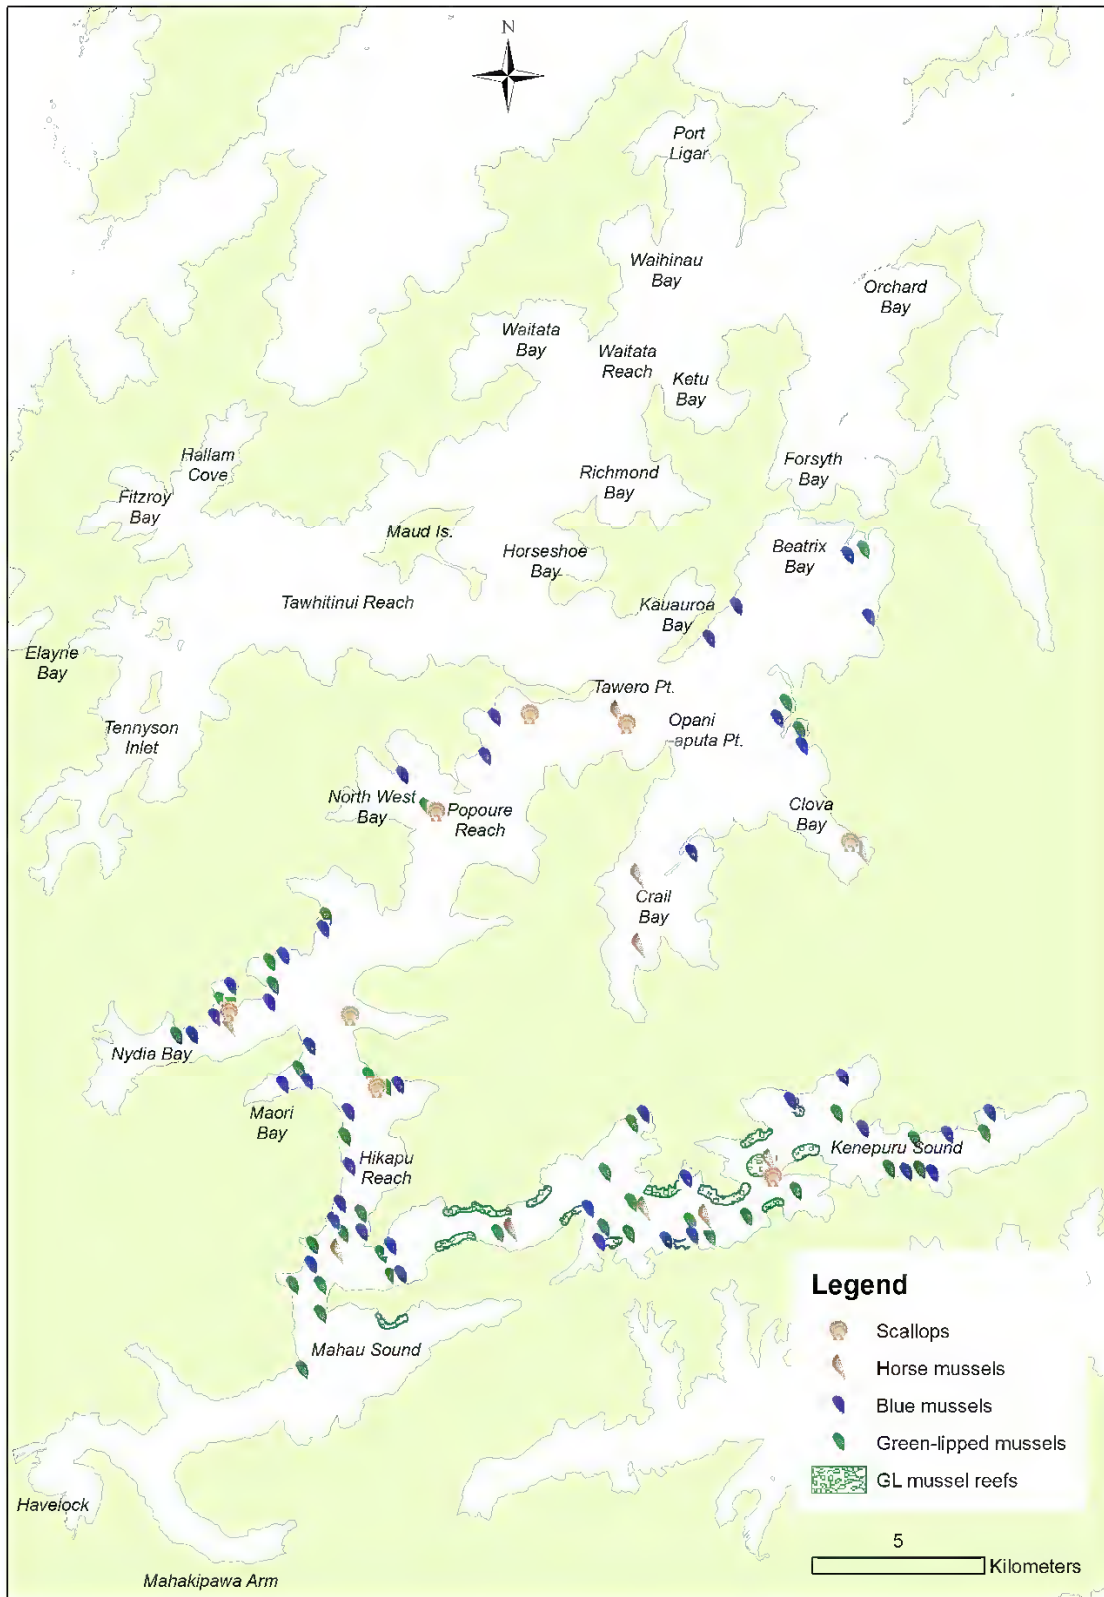 N
Port
Ligar
Waihinau
Bay
Orchard
Bay
Waitata
Bay
Waitata
Reach
Ketu
Bay
Hallam
Cove
Fitzroy
Bay
Richmond
Bay
Forsyth
Bay
Maud Is.
Horseshoe
Bay
Beatrix
Bay
Tawhitinui Reach
Kauauroa
Bay
Elayne
Bay
Tawero Pt.
Tennyson
Inlet
Opani
-aputa Pt.
North West
Bay
Popoure
Reach
Clova
Bay
Crail
Bay
Nydia Bay
Maori
Bay
Hikapu
Reach
Kenepuru Sound
Mahau Sound
Havelock
Mahakipawa Arm
Legend
Scallops
Horse mussels
Blue mussels
Green-lipped mussels
GL mussel reefs
5
Kilometers